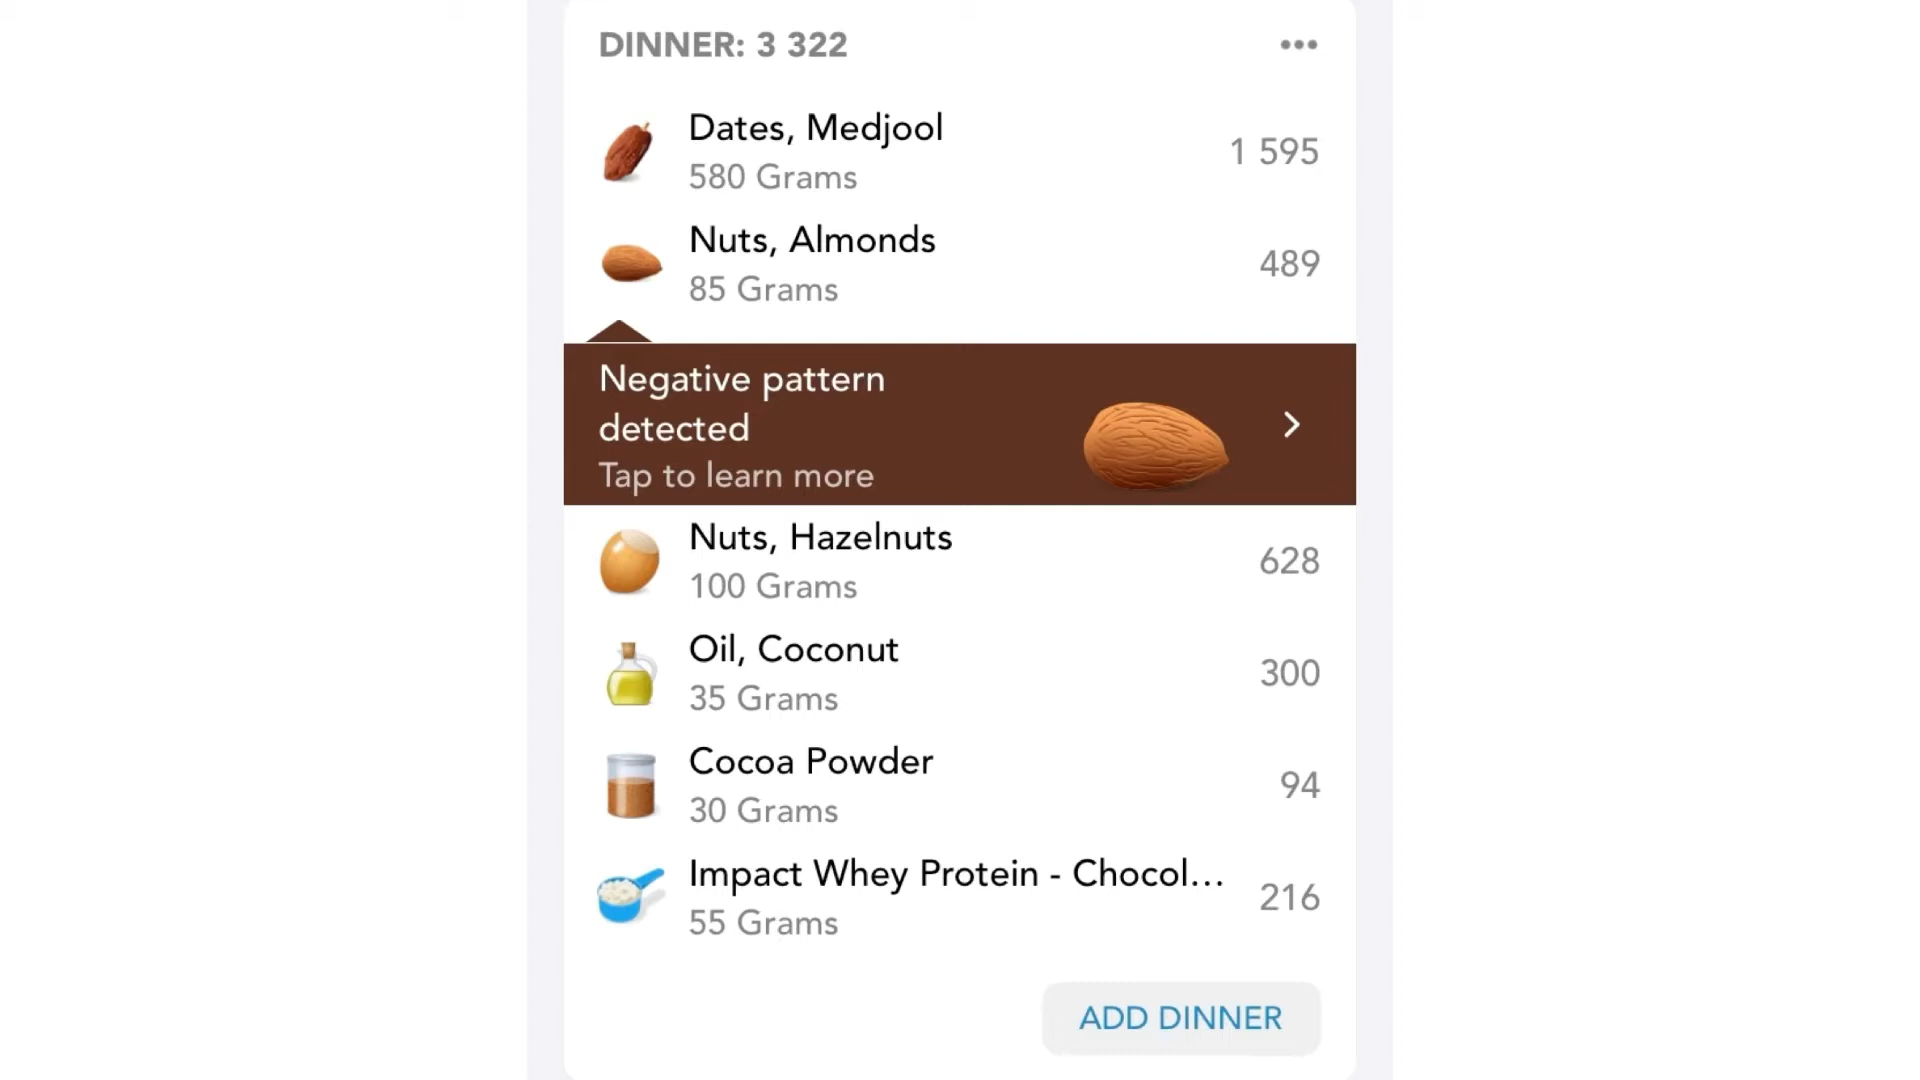 DINNER: 3 322
Dates, Medjool
580 Grams
1 595
Nuts, Almonds
85 Grams
489
Negative pattern
detected
Tap to learn more
Nuts, Hazelnuts
100 Grams
628
Oil, Coconut
35 Grams
300
Cocoa Powder
30 Grams
94
Impact Whey Protein - Chocol...
55 Grams
216
ADD DINNER